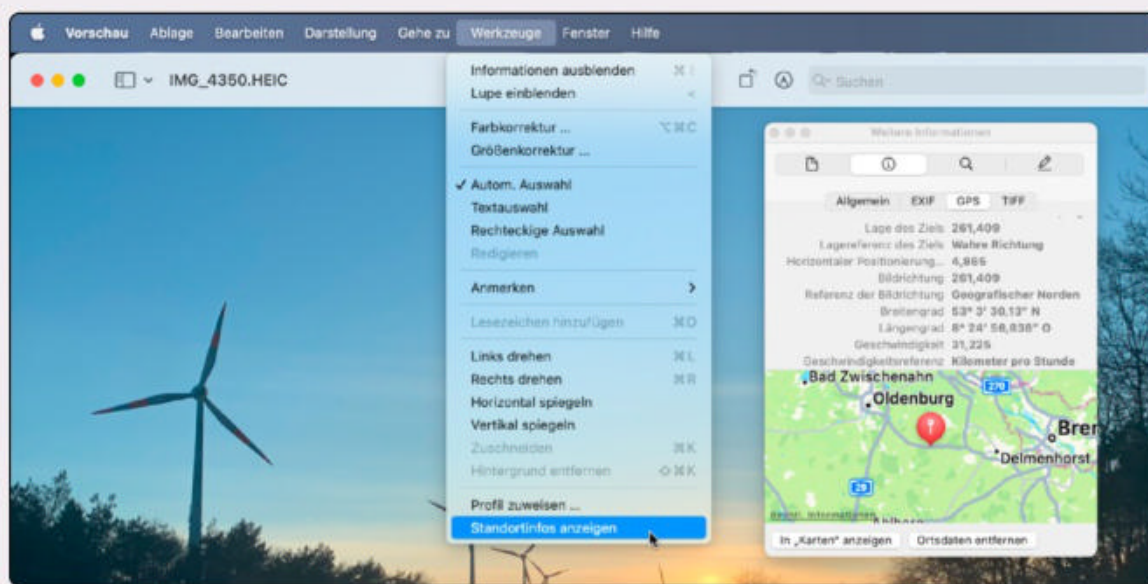 Vorschau Ablage Bearbeiten Darstellung Gehe zu Werkzeuge Fenster Hilfe
IMG_4350.HEIC
Suchen
Informationen ausblenden ⌘ I
Lupe einblenden <
Farbkorrektur ... ⌥⌘C
Größenkorrektur ...
✓ Autom. Auswahl
Textauswahl
Rechteckige Auswahl
Redigieren
Anmerken >
Lesezeichen hinzufügen ⌘D
Links drehen ⌘L
Rechts drehen ⌘R
Horizontal spiegeln
Vertikal spiegeln
Zuschneiden ⌘K
Hintergrund entfernen ⇧⌘K
Profil zuweisen ...
Standortinfos anzeigen
Weitere Informationen
Allgemein EXIF GPS TIFF
Lage des Ziels 261,409
Lagereferenz des Ziels Wahre Richtung
Horizontaler Positionierung... 4,865
Bildrichtung 261,409
Referenz der Bildrichtung Geografischer Norden
Breitengrad 53° 3' 30,13" N
Längengrad 8° 24' 58,838" O
Geschwindigkeit 31,225
Geschwindigkeitsreferenz Kilometer pro Stunde
Bad Zwischenahn
270
Oldenburg
Brer
Delmenhorst
29
Ahlhorn
In „Karten" anzeigen Ortsdaten entfernen